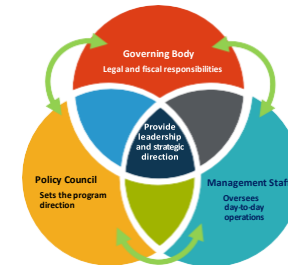 Governing Body
Legal and fiscal responsibilities
Provide
leadership
and strategic
direction
Policy Council
Sets the program
direction
Management Staff
Oversees
day-to-day
operations